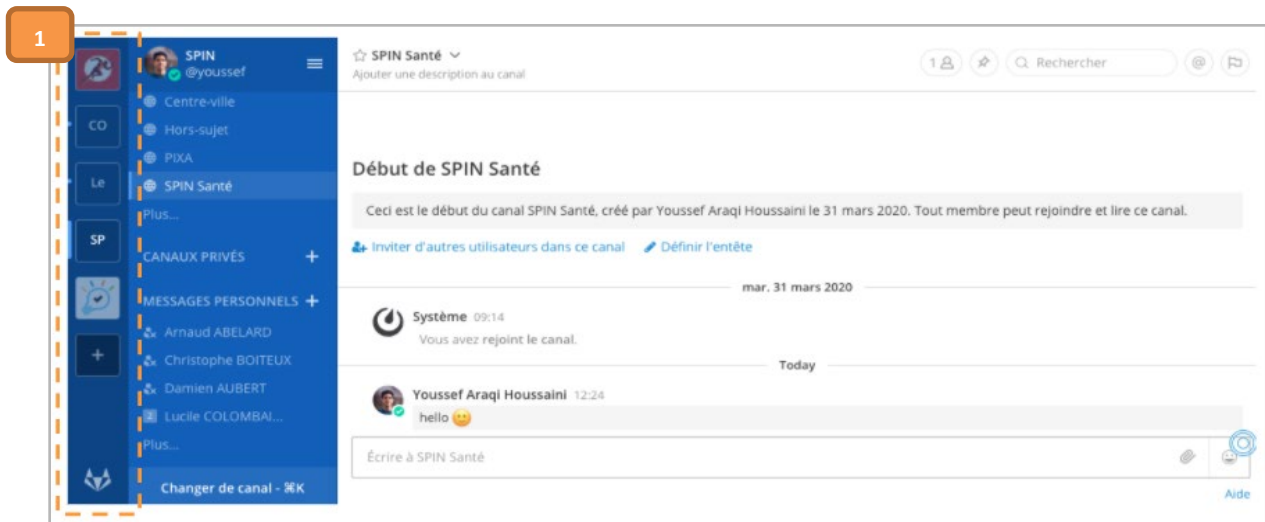 1
CO
Le
SP
+
SPIN
@youssef
Centre-ville
Hors-sujet
PIXA
SPIN Santé
Plus...
CANAUX PRIVÉS +
MESSAGES PERSONNELS +
Arnaud ABELARD
Christophe BOITEUX
Damien AUBERT
2 Lucile COLOMBAI...
Plus...
Changer de canal - ⌘K
SPIN Santé
Ajouter une description au canal
1
Rechercher
@
Début de SPIN Santé
Ceci est le début du canal SPIN Santé, créé par Youssef Araqi Houssaini le 31 mars 2020. Tout membre peut rejoindre et lire ce canal.
Inviter d'autres utilisateurs dans ce canal Définir l'entête
mar. 31 mars 2020
Système 09:14
Vous avez rejoint le canal.
Today
Youssef Araqi Houssaini 12:24
hello 🙂
Écrire à SPIN Santé
Aide